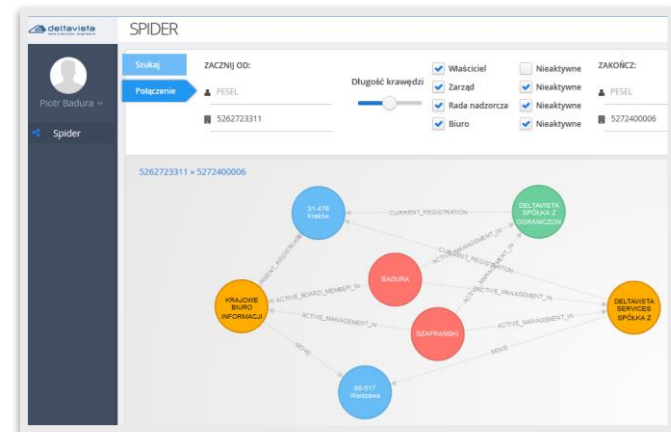 deltavista
SPIDER
Piotr Badura
Spider
Szukaj
Połączenie
ZACZNIJ OD:
PESEL
5262723311
Długość krawędzi
Właściciel
Nieaktywne
Zarząd
Nieaktywne
Rada nadzorcza
Nieaktywne
Biuro
Nieaktywne
ZAKOŃCZ:
PESEL
5272400006
5262723311 » 5272400006
31-476
Kraków
CURRENT_REGISTRATION
DELTAVISTA
SPÓŁKA Z
OGRANICZON
BADURA
ACTIVE_BOARD_MEMBER_IN
ACTIVE_MANAGEMENT_IN
KRAJOWE
BIURO
INFORMACJI
ACTIVE_MANAGEMENT_IN
SZAFRAŃSKI
ACTIVE_MANAGEMENT_IN
DELTAVISTA
SERVICES
SPÓŁKA Z
MOVE
MOVE
Warszawa